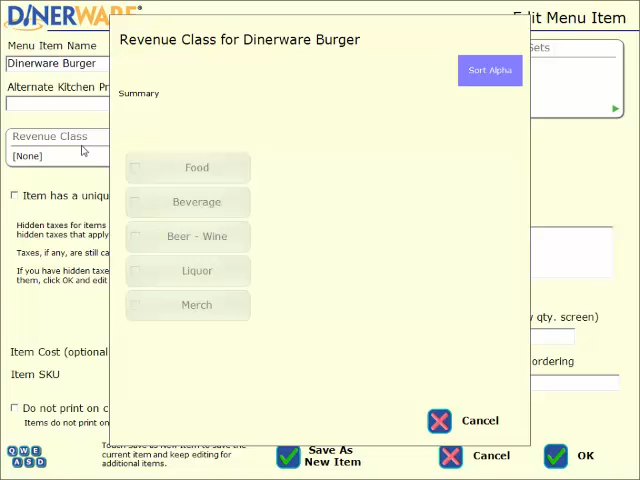 DINERWARE
Edit Menu Item
Menu Item Name
Dinerware Burger
Alternate Kitchen Pr
Revenue Class
[None]
Item has a uniqu
Hidden taxes for items
hidden taxes that apply
Taxes, if any, are still ca
If you have hidden taxe
them, click OK and edit
Item Cost (optional
Item SKU
Do not print on c
Items do not print on
QWE
ASD
Revenue Class for Dinerware Burger
Sort Alpha
Summary
Food
Beverage
Beer - Wine
Liquor
Merch
Cancel
Sets
y qty. screen)
ordering
Touch Save as New Item to save the
current item and keep editing for
additional items.
Save As
New Item
Cancel
OK